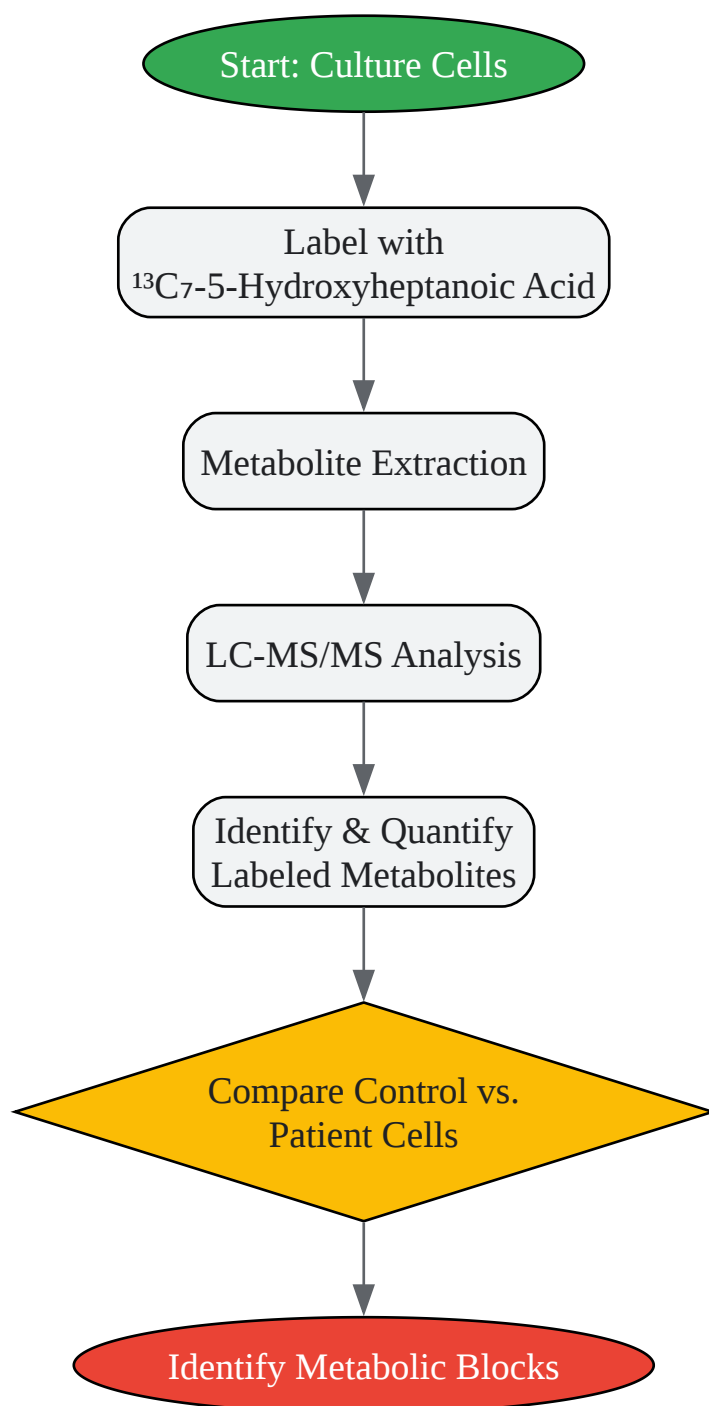 Start: Culture Cells
Label with
¹³C₇-5-Hydroxyheptanoic Acid
Metabolite Extraction
LC-MS/MS Analysis
Identify & Quantify
Labeled Metabolites
Compare Control vs.
Patient Cells
Identify Metabolic Blocks